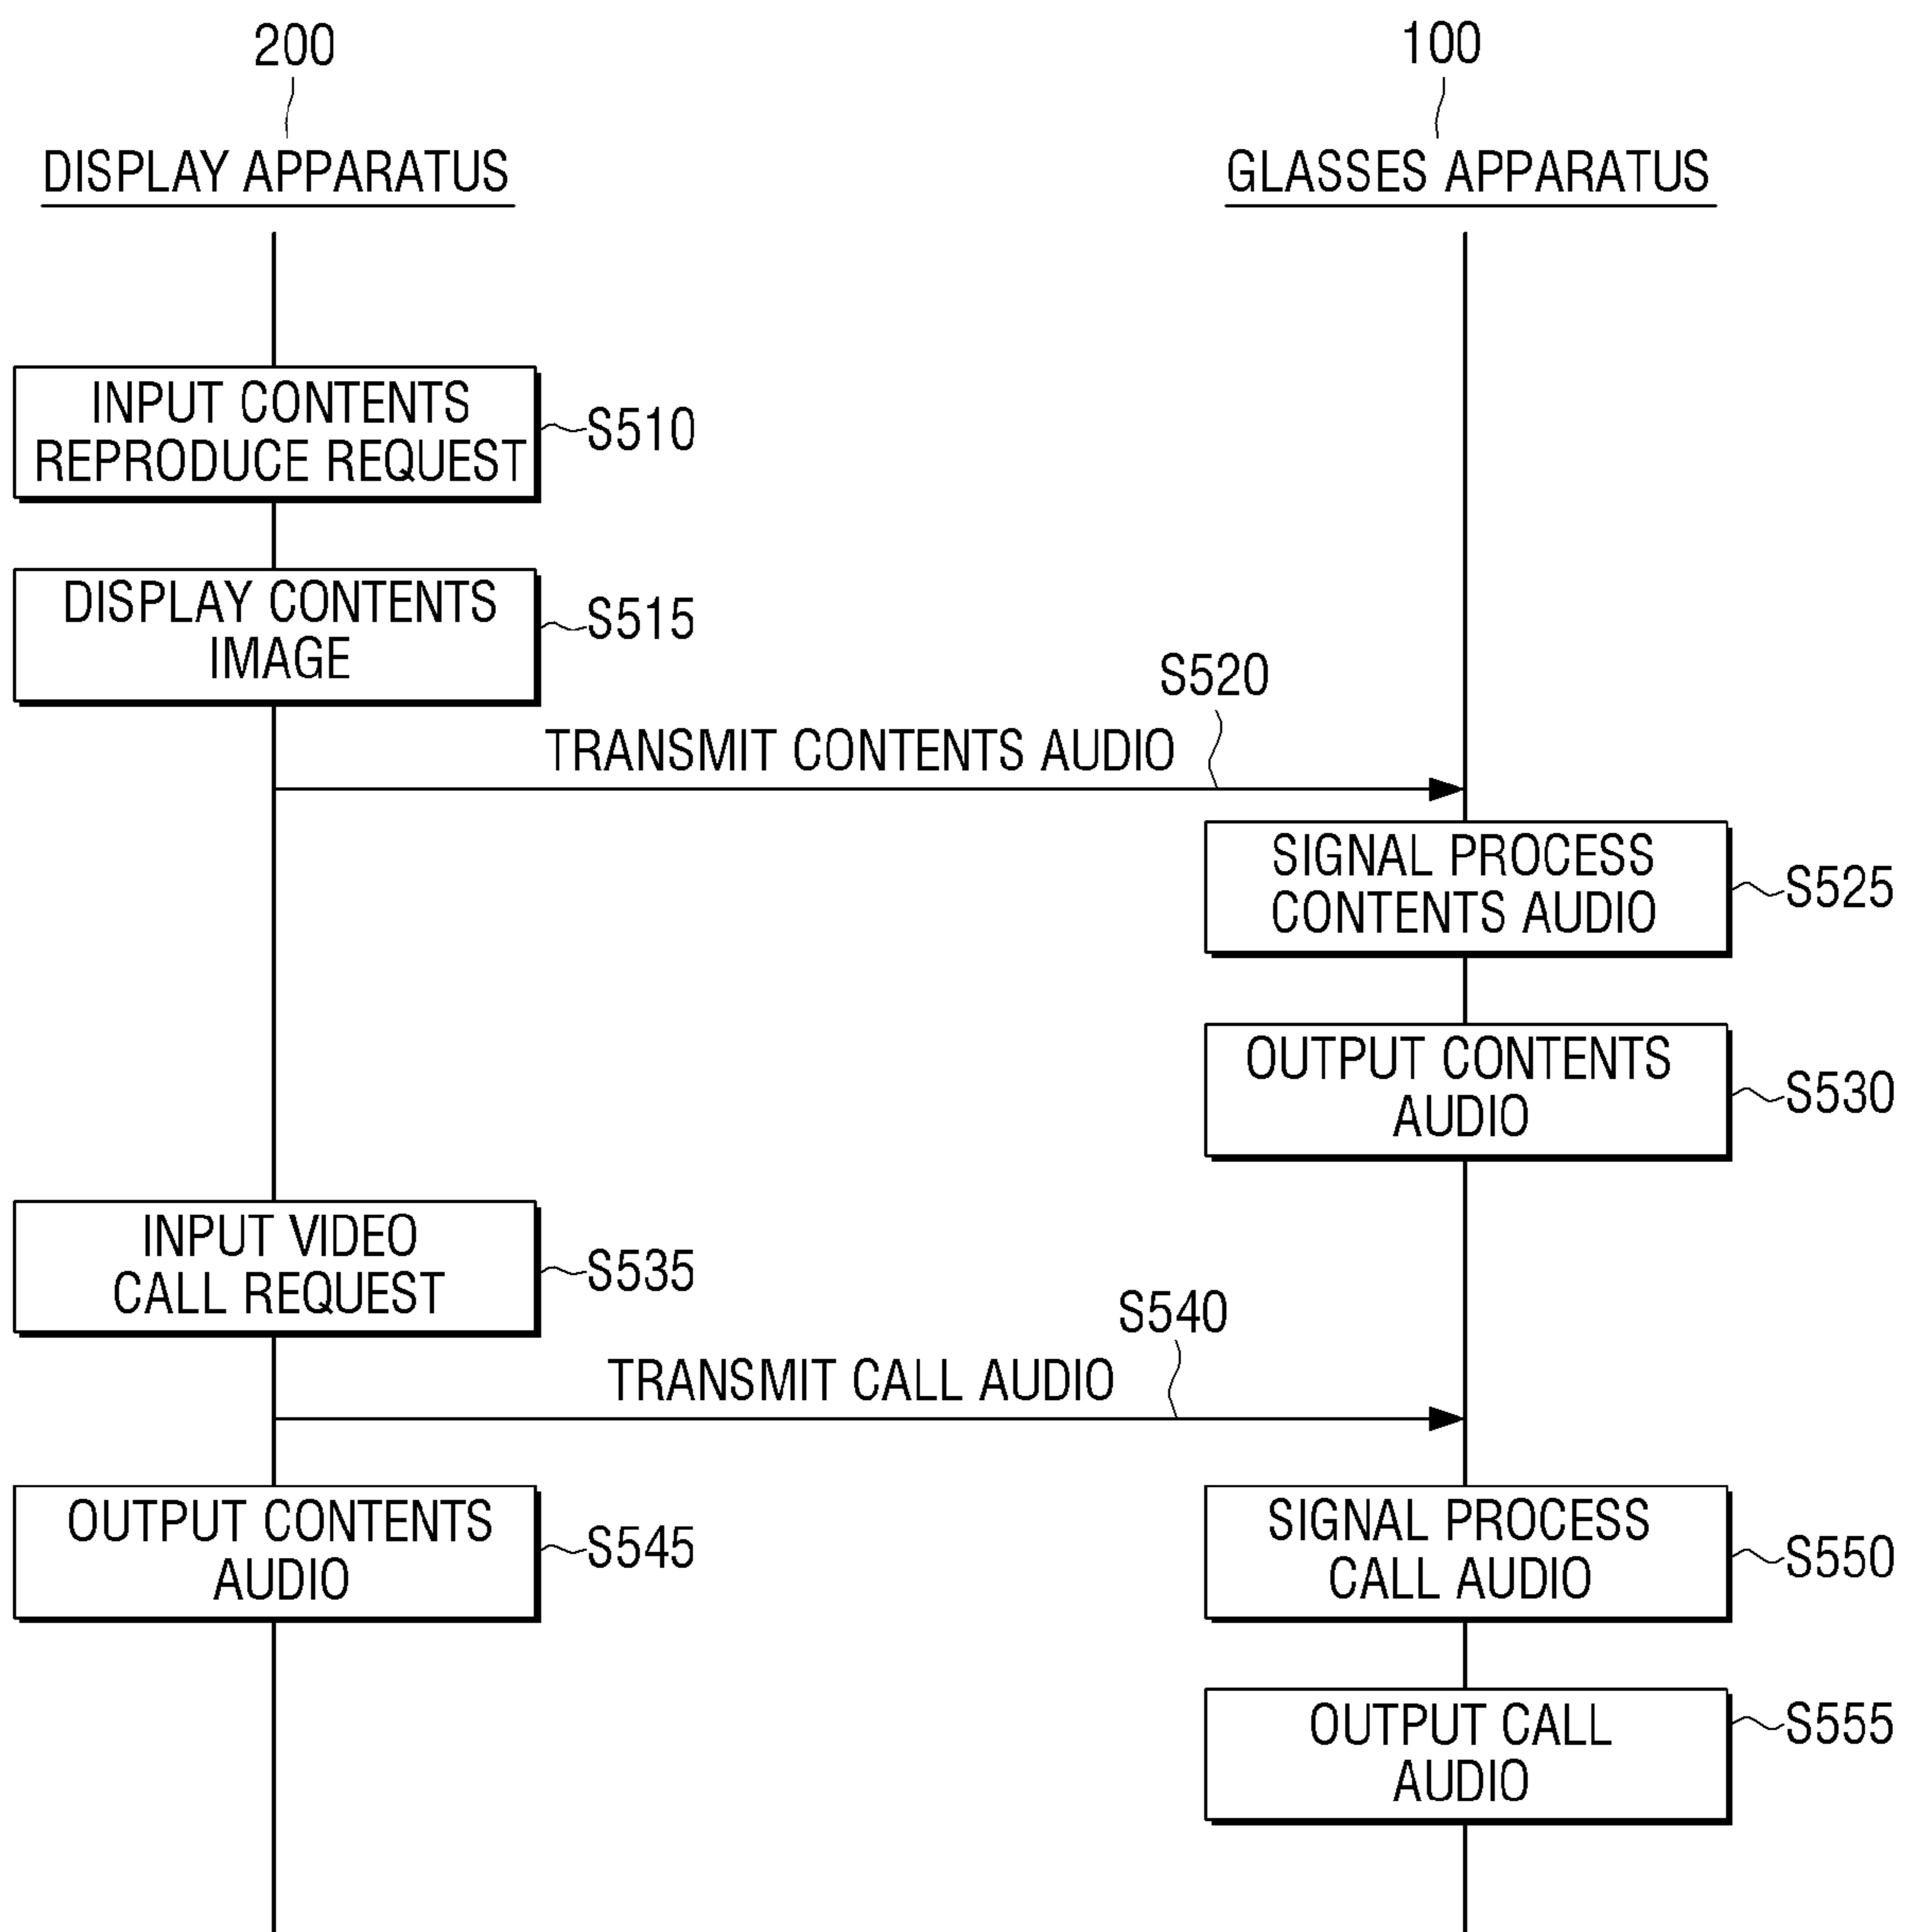 200
100
DISPLAY APPARATUS
GLASSES APPARATUS
INPUT CONTENTS
REPRODUCE REQUEST
S510
DISPLAY CONTENTS
IMAGE
S515
S520
TRANSMIT CONTENTS AUDIO
SIGNAL PROCESS
CONTENTS AUDIO
S525
OUTPUT CONTENTS
AUDIO
S530
INPUT VIDEO
CALL REQUEST
S535
S540
TRANSMIT CALL AUDIO
OUTPUT CONTENTS
AUDIO
S545
SIGNAL PROCESS
CALL AUDIO
S550
OUTPUT CALL
AUDIO
S555